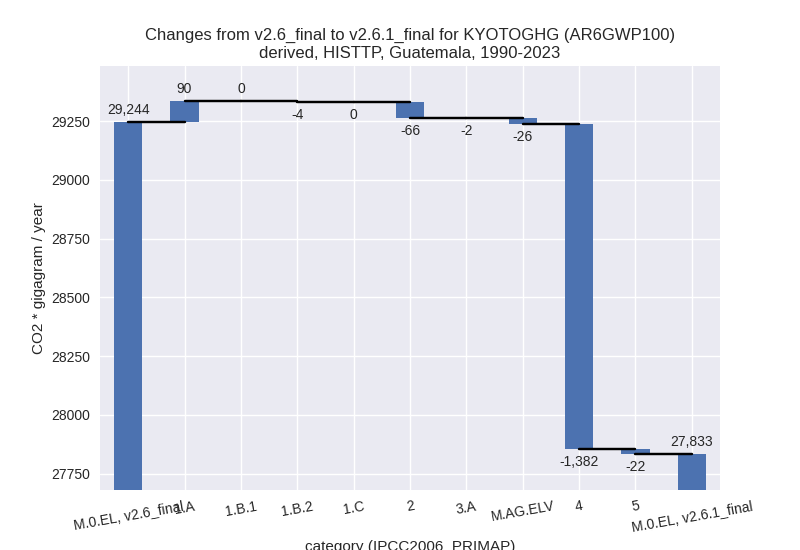 Changes from v2.6_final to v2.6.1_final for KYOTOGHG (AR6GWP100)
derived, HISTTP, Guatemala, 1990-2023
CO2 * gigagram / year
29250
29000
28750
28500
28250
28000
27750
29,244
90
0
-4
0
-66
-2
-26
-1,382
-22
27,833
M.0.EL, v2.6_final
1.A
1.B.1
1.B.2
1.C
2
3.A
M.AG.ELV
4
5
M.0.EL, v2.6.1_final
category (IPCC2006_PRIMAP)